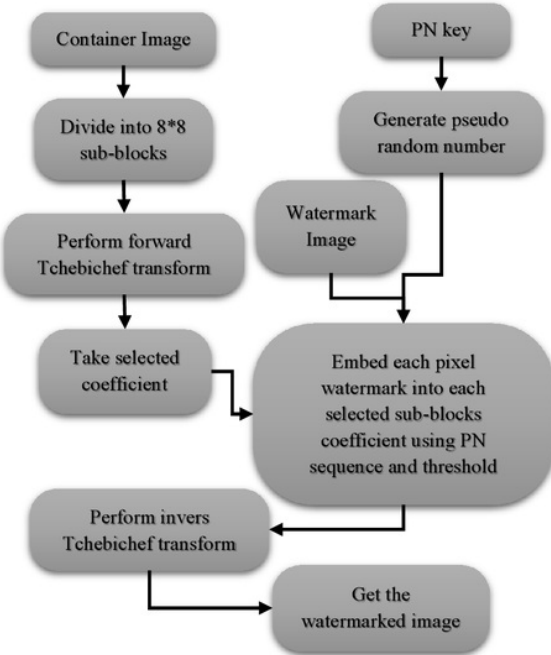 Container Image
PN key
Divide into 8*8
sub-blocks
Generate pseudo
random number
Watermark
Image
Perform forward
Tchebichef transform
Take selected
coefficient
Embed each pixel
watermark into each
selected sub-blocks
coefficient using PN
sequence and threshold
Perform invers
Tchebichef transform
Get the
watermarked image